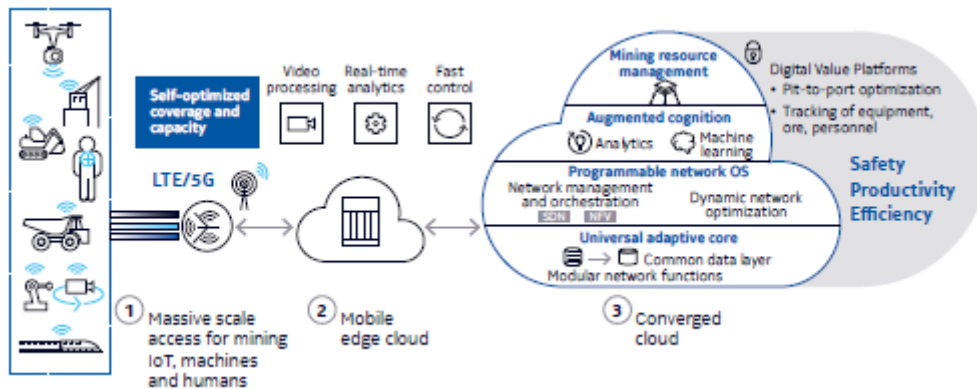 Self-optimized
coverage and
capacity
Video
processing
Real-time
analytics
Fast
control
LTE/5G
1 Massive scale
access for mining
IoT, machines
and humans
2 Mobile
edge cloud
Mining resource
management
Augmented cognition
Analytics
Machine
learning
Programmable network OS
Network management
and orchestration
SDN NFV
Dynamic network
optimization
Universal adaptive core
Common data layer
Modular network functions
3 Converged
cloud
Digital Value Platforms
• Pit-to-port optimization
• Tracking of equipment,
ore, personnel
Safety
Productivity
Efficiency